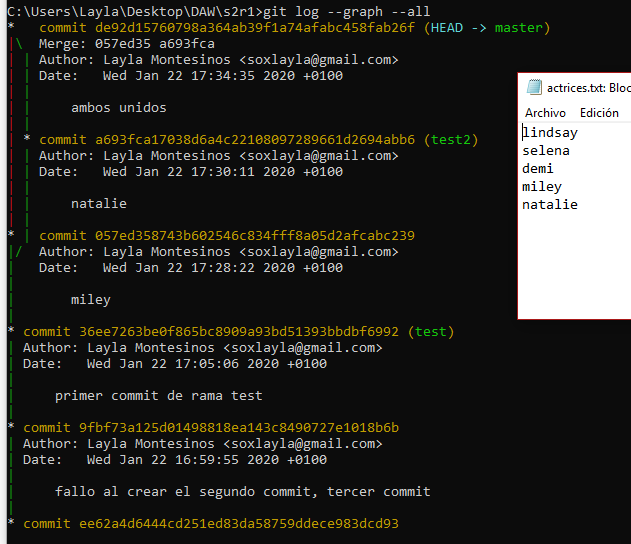 C:\Users\Layla\Desktop\DAW\s2r1>git log --graph --all
* commit de92d15760798a364ab39f1a74afabc458fab26f (HEAD -> master)
|\ Merge: 057ed35 a693fca
| | Author: Layla Montesinos <soxlayla@gmail.com>
| | Date: Wed Jan 22 17:34:35 2020 +0100
| |
| | ambos unidos
| |
| * commit a693fca17038d6a4c22108097289661d2694abb6 (test2)
| | Author: Layla Montesinos <soxlayla@gmail.com>
| | Date: Wed Jan 22 17:30:11 2020 +0100
| |
| | natalie
| |
* | commit 057ed358743b602546c834fff8a05d2afcabc239
|/ Author: Layla Montesinos <soxlayla@gmail.com>
| Date: Wed Jan 22 17:28:22 2020 +0100
|
| miley
|
* commit 36ee7263be0f865bc8909a93bd51393bbdbf6992 (test)
| Author: Layla Montesinos <soxlayla@gmail.com>
| Date: Wed Jan 22 17:05:06 2020 +0100
|
| primer commit de rama test
|
* commit 9fbf73a125d01498818ea143c8490727e1018b6b
| Author: Layla Montesinos <soxlayla@gmail.com>
| Date: Wed Jan 22 16:59:55 2020 +0100
|
| fallo al crear el segundo commit, tercer commit
|
* commit ee62a4d6444cd251ed83da58759ddece983dcd93
actrices.txt: Bloc
Archivo Edición
lindsay
selena
demi
miley
natalie